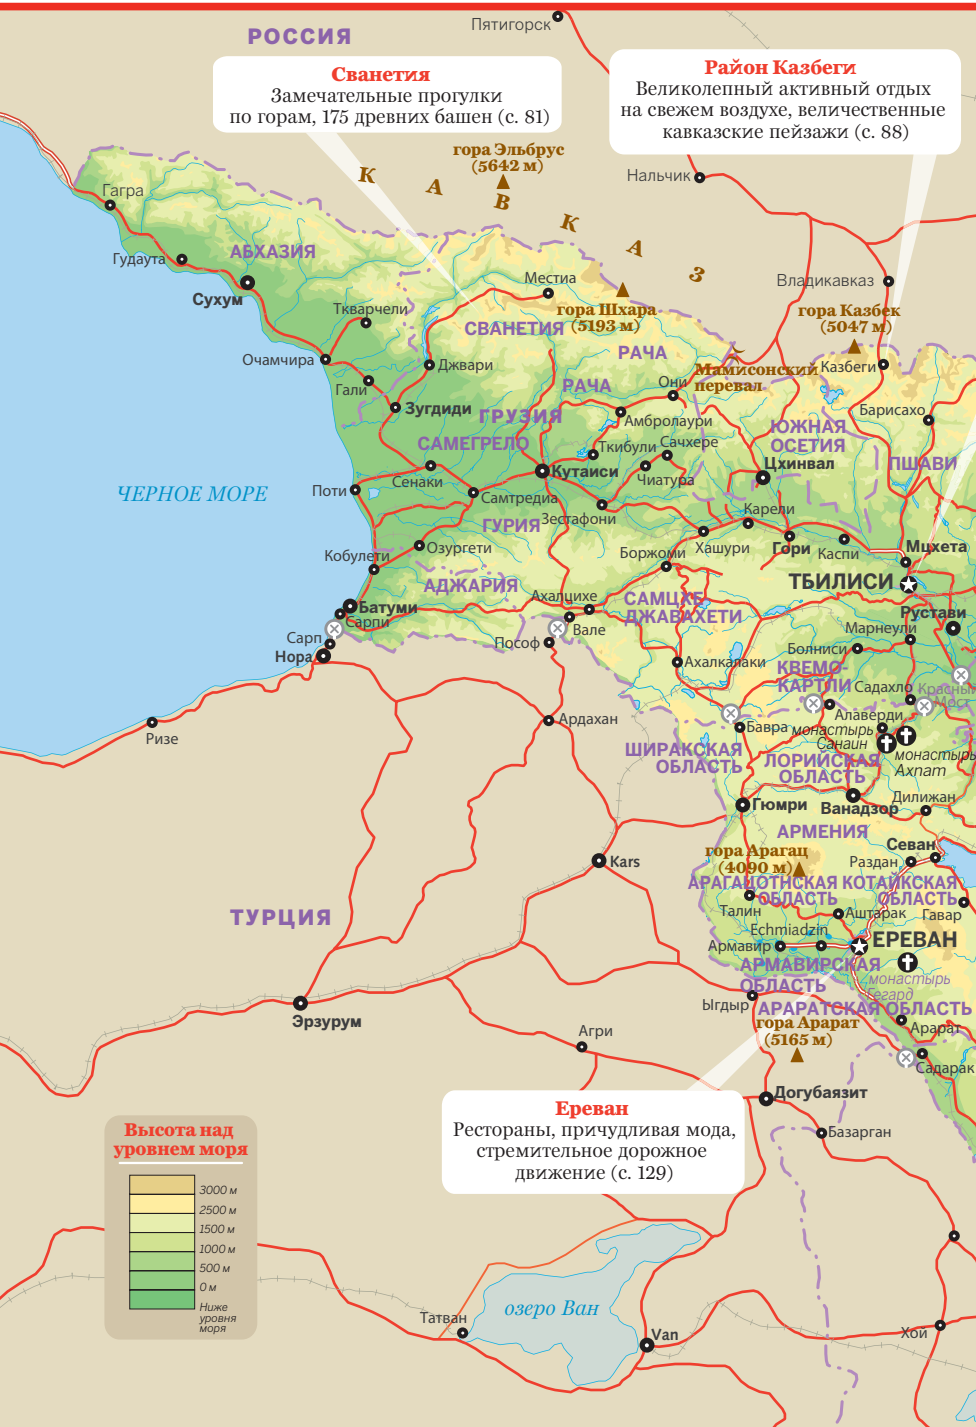 Пятигорск
РОССИЯ
Сванетия
Замечательные прогулки
по горам, 175 древних башен (с. 81)
Район Казбеги
Великолепный активный отдых
на свежем воздухе, величественные
кавказские пейзажи (с. 88)
гора Эльбрус
(5642 м)
К А В К А З
Нальчик
Гагра
Гудаута
АБХАЗИЯ
Сухум
Местиа
Владикавказ
Ткварчели
гора Шхара
(5193 м)
гора Казбек
(5047 м)
СВАНЕТИЯ
Очамчира
Джвари
РАЧА
Мамисонский
перевал
Казбеги
Гали
РАЧА
Они
Зугдиди
ГРУЗИЯ
Амбролаури
Барисахо
ЮЖНАЯ
ОСЕТИЯ
САМЕГРЕЛО
Ткибули
Сачхере
Цхинвал
ПШАВИ
Кутаиси
Чиатура
Сенаки
ЧЕРНОЕ МОРЕ
Поти
Самтредиа
Зестафони
Карели
ГУРИЯ
Кобулети
Озургети
Боржоми
Хашури
Гори
Каспи
Мцхета
АДЖАРИЯ
ТБИЛИСИ
Ахалцихе
САМЦХЕ-
ДЖАВАХЕТИ
Батуми
Сарпи
Рустави
Вале
Марнеули
Сарп
Пософ
Болниси
Нора
Ахалкалаки
КВЕМО-
КАРТЛИ
Садахло
Красный
Мост
Ардахан
Бавра
Алаверди
Ризе
монастырь
Санаин
монастырь
Ахпат
ШИРАКСКАЯ
ОБЛАСТЬ
ЛОРИЙСКАЯ
ОБЛАСТЬ
Гюмри
Ванадзор
Дилижан
АРМЕНИЯ
Севан
гора Арагац
(4090 м)
Раздан
Kars
АРАГАЦОТНСКАЯ
ОБЛАСТЬ
КОТАЙКСКАЯ
ОБЛАСТЬ
Талин
Аштарак
Гавар
ТУРЦИЯ
Echmiadzin
Армавир
ЕРЕВАН
АРМАВИРСКАЯ
ОБЛАСТЬ
монастырь
Гегард
Ыгдыр
АРАРАТСКАЯ ОБЛАСТЬ
Эрзурум
гора Арарат
(5165 м)
Арарат
Агри
Садарак
Догубаязит
Ереван
Рестораны, причудливая мода,
стремительное дорожное
движение (с. 129)
Базарган
Высота над
уровнем моря
3000 м
2500 м
1500 м
1000 м
500 м
0 м
Ниже
уровня
моря
озеро Ван
Татван
Van
Хой